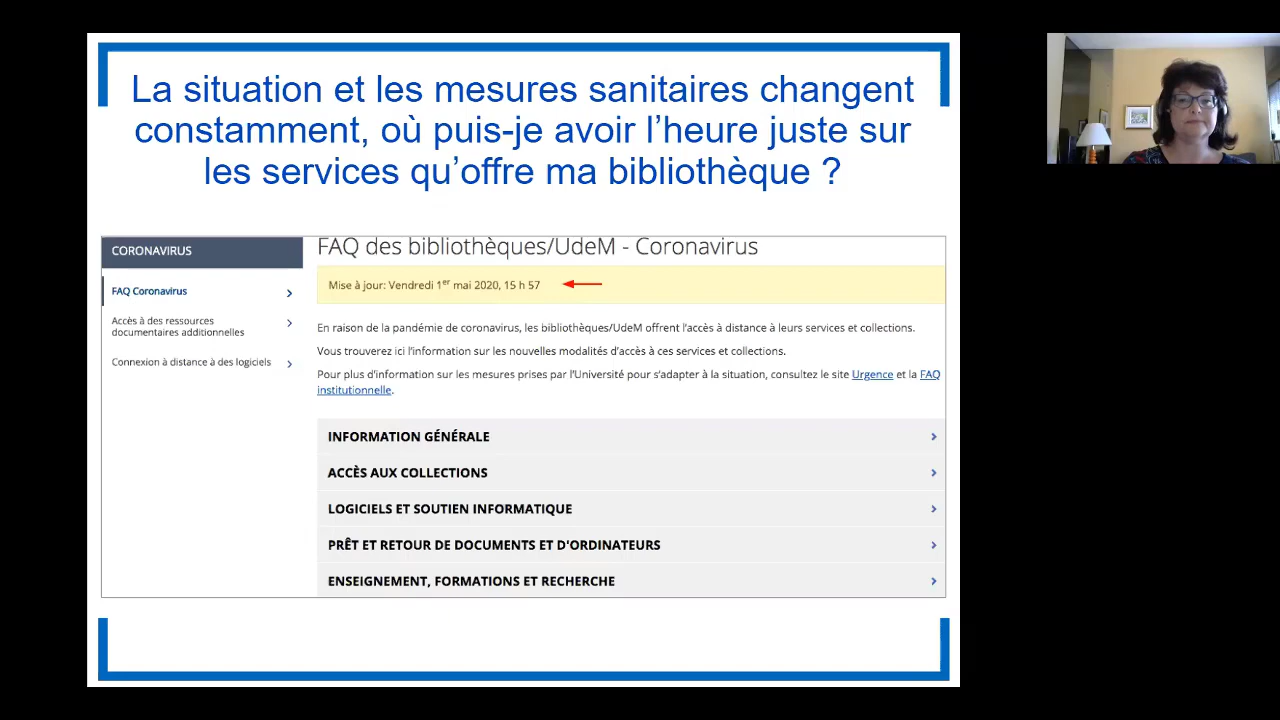 La situation et les mesures sanitaires changent
constamment, où puis-je avoir l’heure juste sur
les services qu’offre ma bibliothèque ?
CORONAVIRUS
FAQ Coronavirus
Accès à des ressources
documentaires additionnelles
Connexion à distance à des logiciels
FAQ des bibliothèques/UdeM - Coronavirus
Mise à jour: Vendredi 1er mai 2020, 15 h 57
En raison de la pandémie de coronavirus, les bibliothèques/UdeM offrent l'accès à distance à leurs services et collections.
Vous trouverez ici l'information sur les nouvelles modalités d'accès à ces services et collections.
Pour plus d'information sur les mesures prises par l'Université pour s'adapter à la situation, consultez le site Urgence et la FAQ
institutionnelle.
INFORMATION GÉNÉRALE
ACCÈS AUX COLLECTIONS
LOGICIELS ET SOUTIEN INFORMATIQUE
PRÊT ET RETOUR DE DOCUMENTS ET D'ORDINATEURS
ENSEIGNEMENT, FORMATIONS ET RECHERCHE